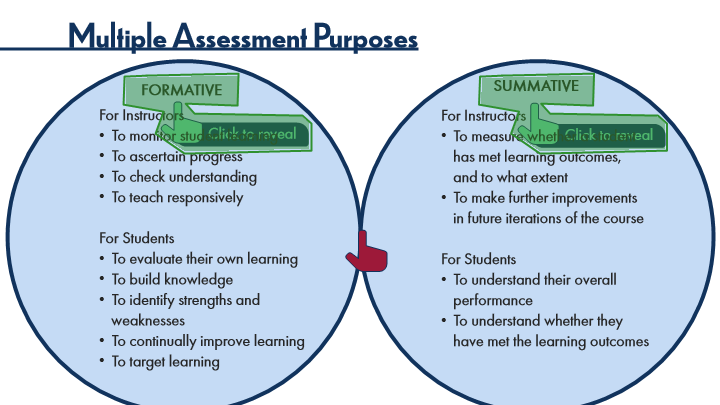 Multiple Assessment Purposes
FORMATIVE
For Instructors
Click to reveal
• To monitor
• To ascertain progress
• To check understanding
• To teach responsively
For Students
• To evaluate their own learning
• To build knowledge
• To identify strengths and
weaknesses
• To continually improve learning
• To target learning
SUMMATIVE
For Instructors
Click to reveal
• To measure
has met learning outcomes,
and to what extent
• To make further improvements
in future iterations of the course
For Students
• To understand their overall
performance
• To understand whether they
have met the learning outcomes